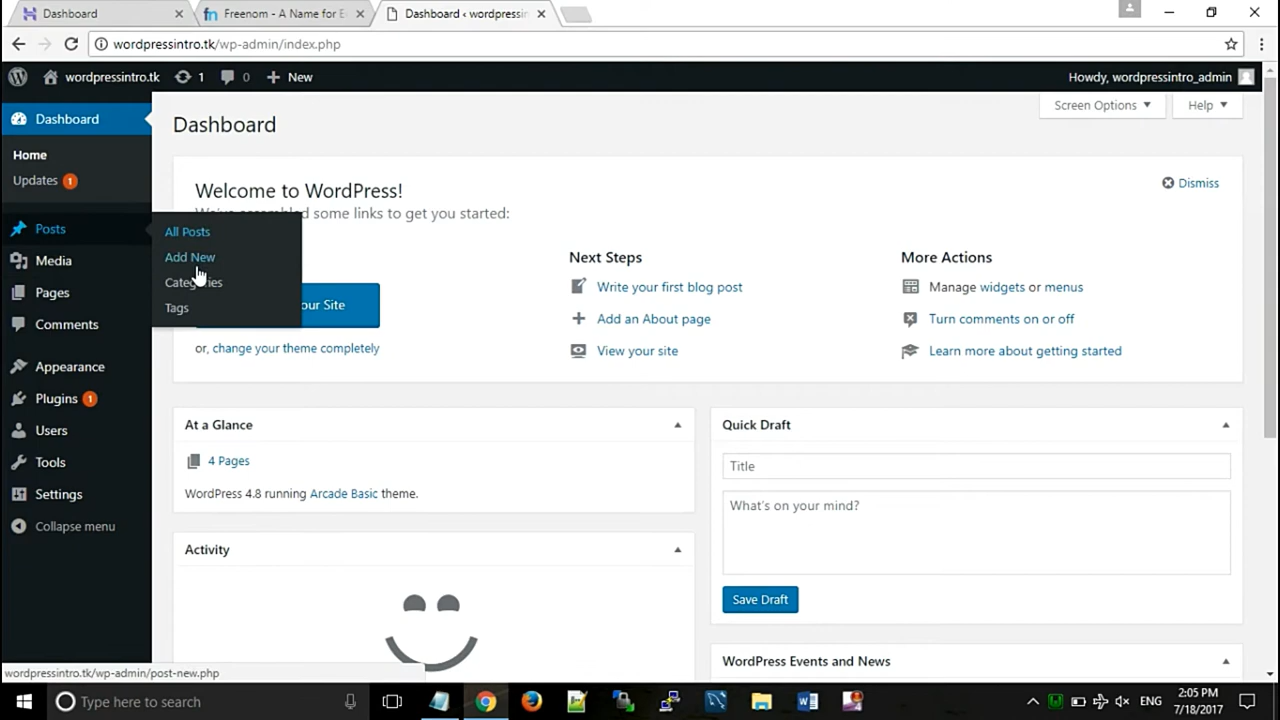 Dashboard
Freenom - A Name for E
Dashboard ‹ wordpressin
wordpressintro.tk/wp-admin/index.php
wordpressintro.tk 1 0 New
Howdy, wordpressintro_admin
Dashboard
Home
Updates 1
Posts
Media
Pages
Comments
Appearance
Plugins 1
Users
Tools
Settings
Collapse menu
All Posts
Add New
Categories
Tags
Screen Options
Help
Dashboard
Welcome to WordPress!
some links to get you started:
Dismiss
our Site
or, change your theme completely
Next Steps
Write your first blog post
Add an About page
View your site
More Actions
Manage widgets or menus
Turn comments on or off
Learn more about getting started
At a Glance
4 Pages
WordPress 4.8 running Arcade Basic theme.
Activity
Quick Draft
Title
What's on your mind?
Save Draft
WordPress Events and News
wordpressintro.tk/wp-admin/post-new.php
Type here to search
ENG
2:05 PM
7/18/2017